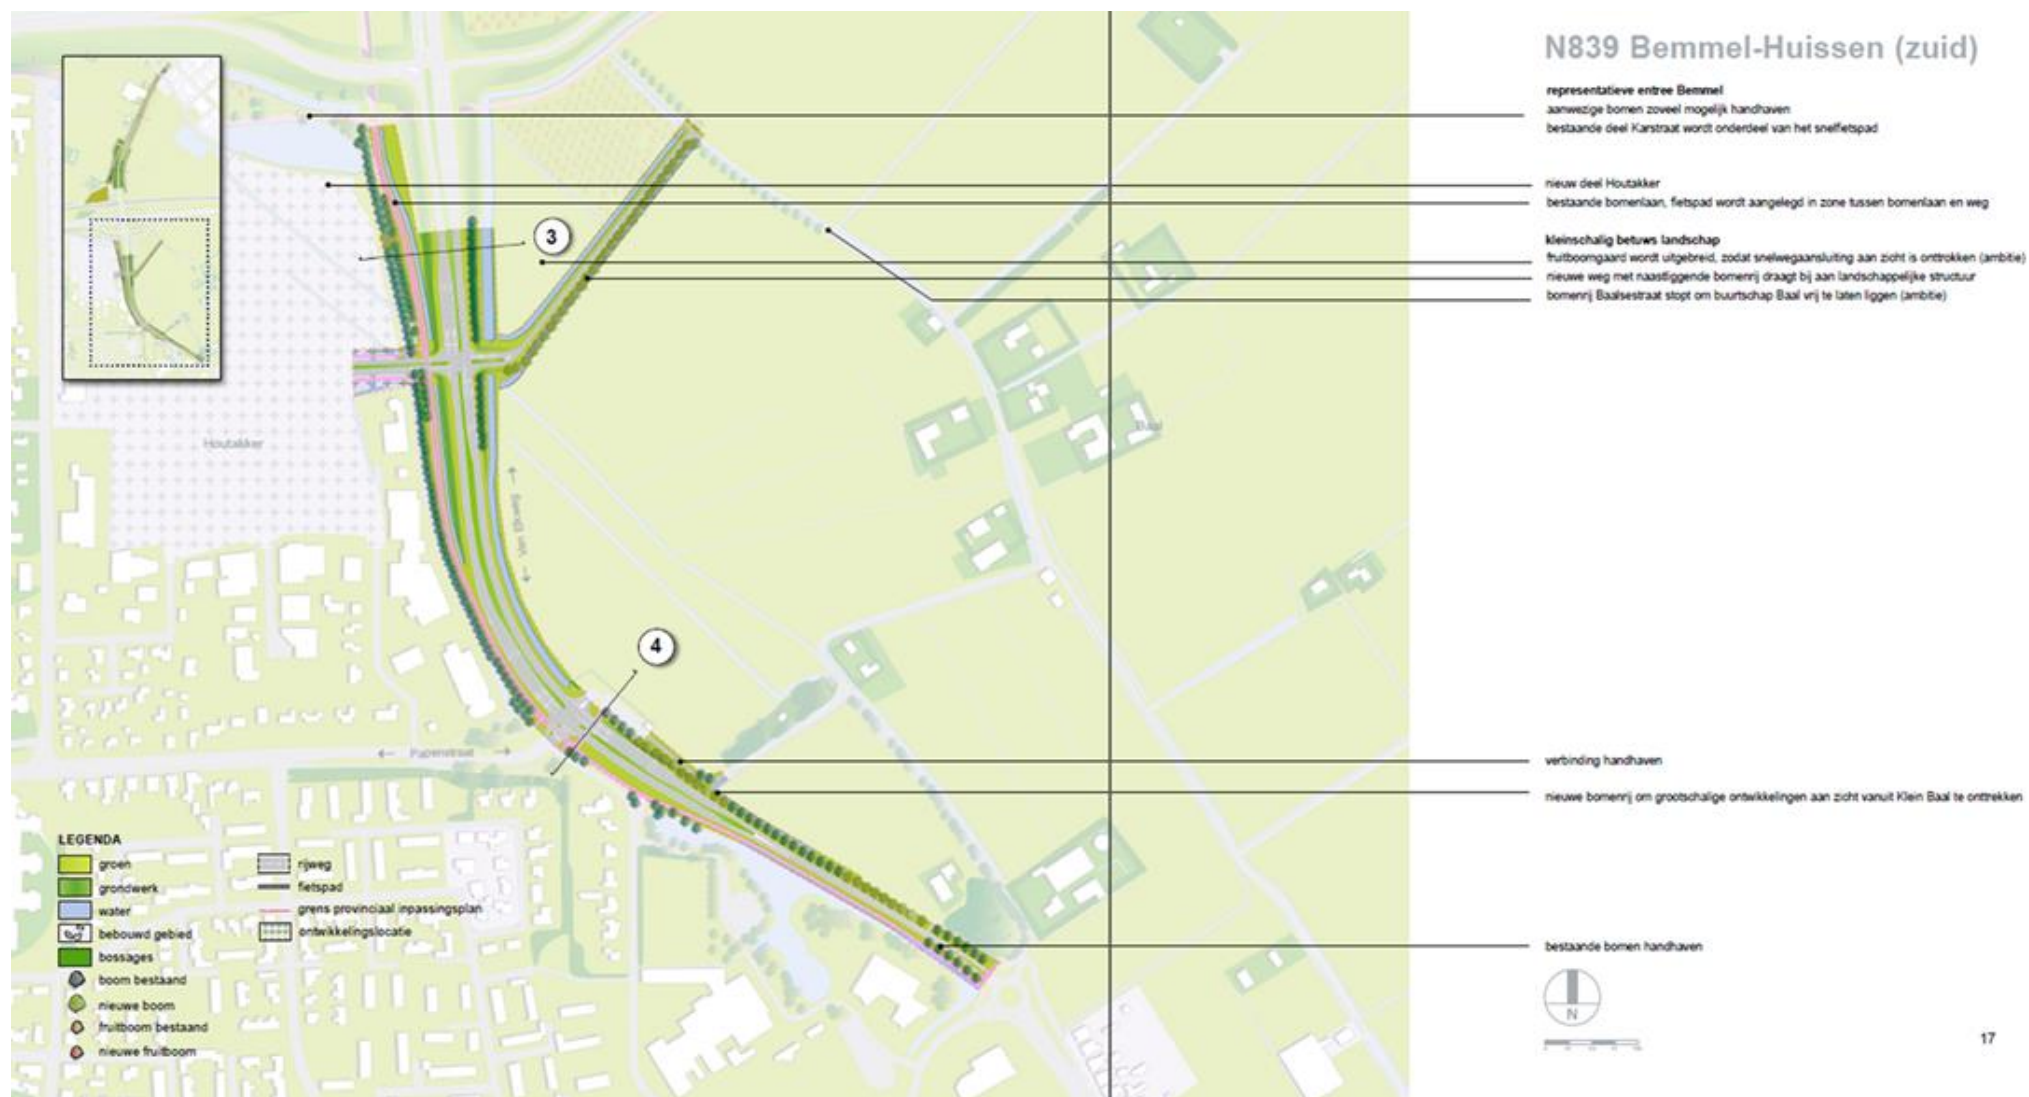 N839 Bemmel-Huissen (zuid)
representatieve entree Bemmel
aanwezige bomen zoveel mogelijk handhaven
bestaande deel Karstraat wordt onderdeel van het snelfietspad
nieuw deel Houtakker
bestaande bomenlaan, fietspad wordt aangelegd in zone tussen bomenlaan en weg
kleinschalig betuws landschap
fruitboomgaard wordt uitgebreid, zodat snelwegaansluiting aan zicht is onttrokken (ambitie)
nieuwe weg met naastliggende bomenrij draagt bij aan landschappelijke structuur
bomenrij Baalsestraat stopt om buurtschap Baal vrij te laten liggen (ambitie)
3
Houtakker
Baal
Van Elkweg
4
Papenstraat
verbinding handhaven
nieuwe bomenrij om grootschalige ontwikkelingen aan zicht vanuit Klein Baal te onttrekken
bestaande bomen handhaven
LEGENDA
groen
grondwerk
water
bebouwd gebied
bossages
boom bestaand
nieuwe boom
fruitboom bestaand
nieuwe fruitboom
rijweg
fietspad
grens provinciaal inpassingsplan
ontwikkelingslocatie
N
17